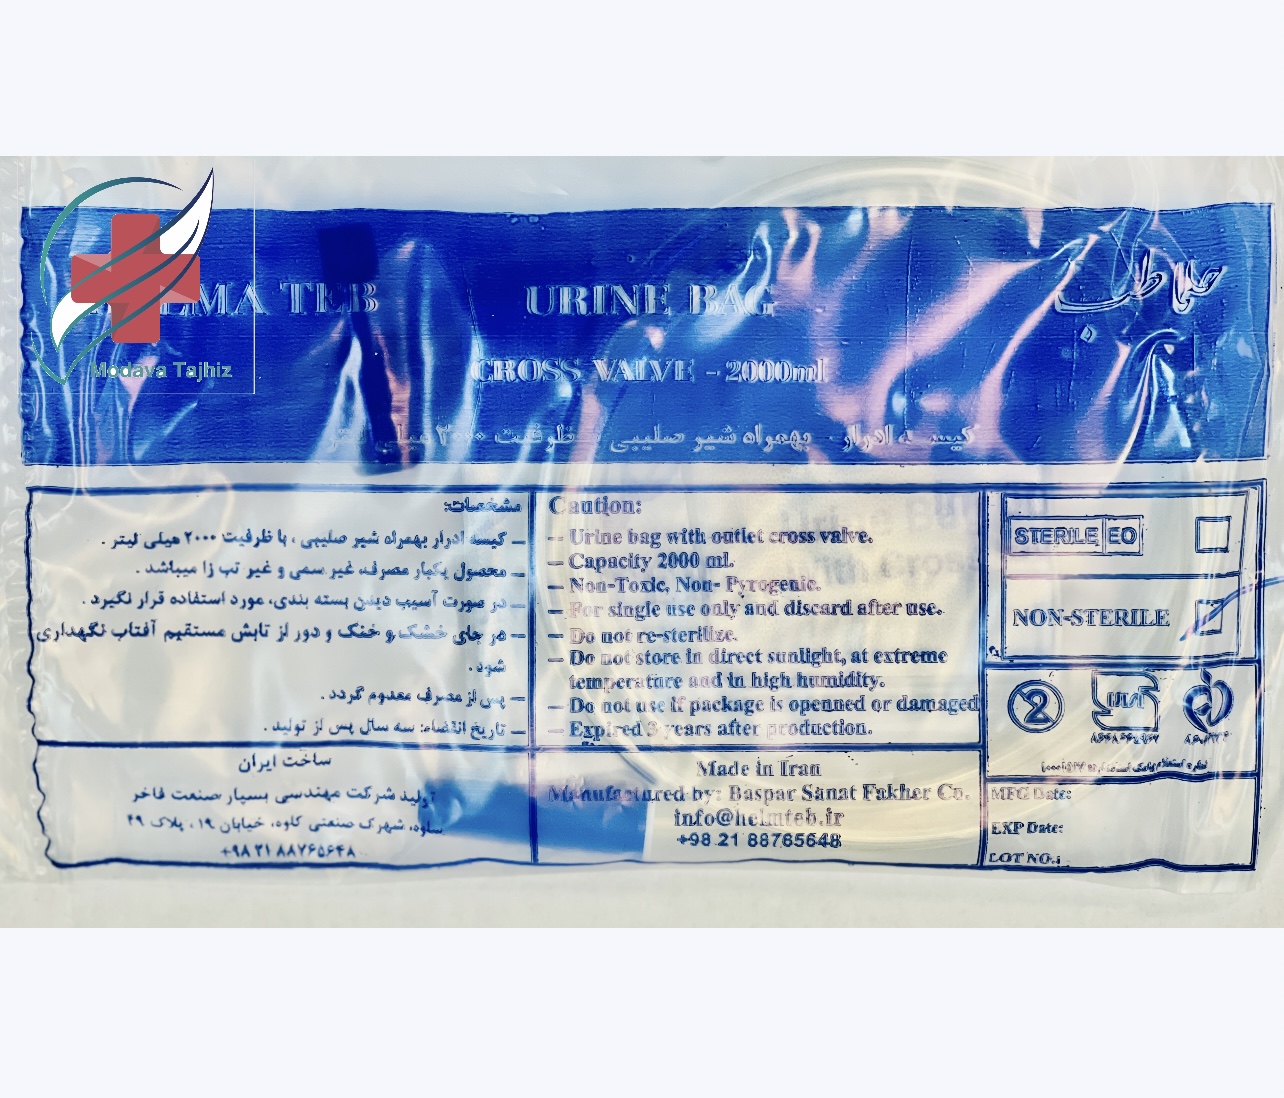 TEB
URINE BAG
حلما طب
CROSS VALVE - 2000ml
کیسه ادرار - بهمراه شیر صلیبی - ظرفیت ۲۰۰۰ میلی لیتر
Modava Tajhiz
مشخصات:
– کیسه ادرار بهمراه شیر صلیبی ، با ظرفیت ۲۰۰۰ میلی لیتر .
– محصول یکبار مصرف، غیر سمی و غیر تب زا میباشد .
– در صورت آسیب دیدن بسته بندی، مورد استفاده قرار نگیرد .
– در جای خشک و خنک و دور از تابش مستقیم آفتاب نگهداری
شود .
– پس از مصرف معدوم گردد .
– تاریخ انقضاء: سه سال پس از تولید .
Caution:
– Urine bag with outlet cross valve.
– Capacity 2000 ml.
– Non-Toxic, Non- Pyrogenic.
– For single use only and discard after use.
– Do not re-sterilize.
– Do not store in direct sunlight, at extreme
temperature and in high humidity.
– Do not use if package is openned or damaged
– Expired 3 years after production.
STERILE EO
NON-STERILE
2
ساخت ایران
تولید شرکت مهندسی بسپار صنعت فاخر
ساوه، شهرک صنعتی کاوه، خیابان ۱۹، پلاک ۴۹
+۹۸ ۲۱ ۸۸۷۶۵۶۴۸
Made in Iran
Manufactured by: Baspar Sanat Fakher Co.
info@helmteb.ir
+98 21 88765648
MFG Date:
EXP Date:
LOT NO.: